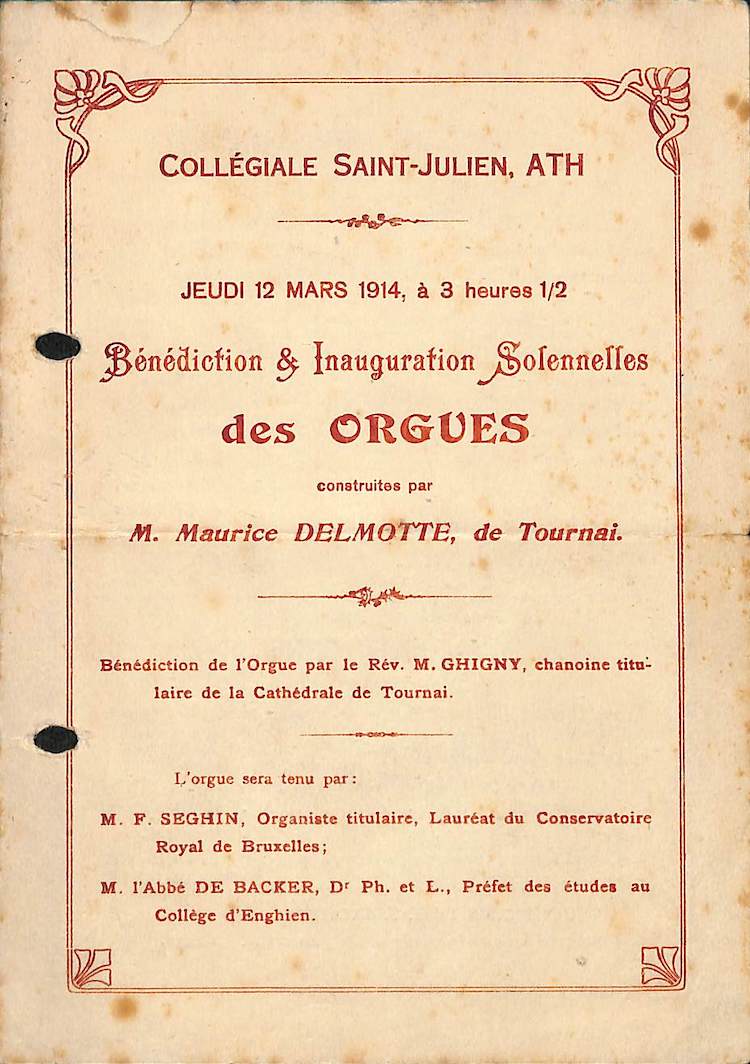 COLLÉGIALE SAINT-JULIEN, ATH
JEUDI 12 MARS 1914, à 3 heures 1/2
Bénédiction & Inauguration Solennelles
des ORGUES
construites par
M. Maurice DELMOTTE, de Tournai.
Bénédiction de l'Orgue par le Rév. M. GHIGNY, chanoine titu-
laire de la Cathédrale de Tournai.
L'orgue sera tenu par :
M. F. SEGHIN, Organiste titulaire, Lauréat du Conservatoire
Royal de Bruxelles;
M. l'Abbé DE BACKER, Dr Ph. et L., Préfet des études au
Collège d'Enghien.